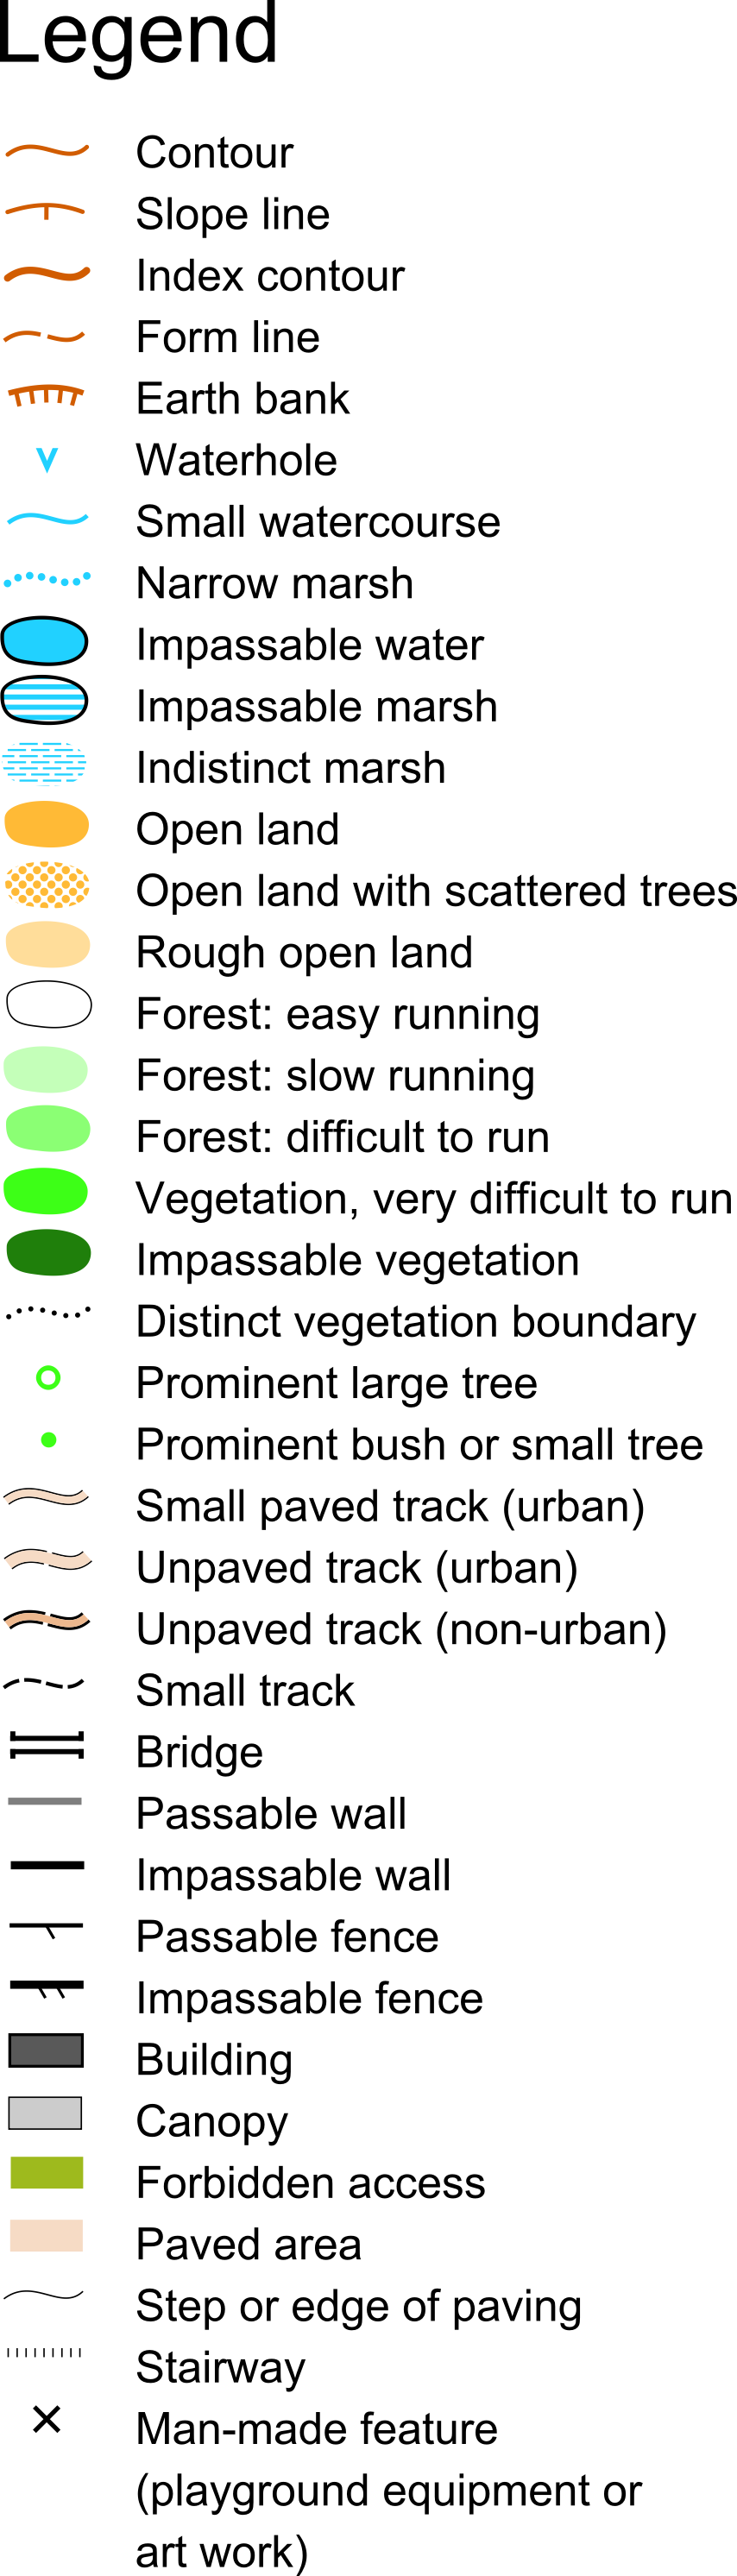 Legend
Contour
Slope line
Index contour
Form line
Earth bank
Waterhole
Small watercourse
Narrow marsh
Impassable water
Impassable marsh
Indistinct marsh
Open land
Open land with scattered trees
Rough open land
Forest: easy running
Forest: slow running
Forest: difficult to run
Vegetation, very difficult to run
Impassable vegetation
Distinct vegetation boundary
Prominent large tree
Prominent bush or small tree
Small paved track (urban)
Unpaved track (urban)
Unpaved track (non-urban)
Small track
Bridge
Passable wall
Impassable wall
Passable fence
Impassable fence
Building
Canopy
Forbidden access
Paved area
Step or edge of paving
Stairway
Man-made feature
(playground equipment or
art work)